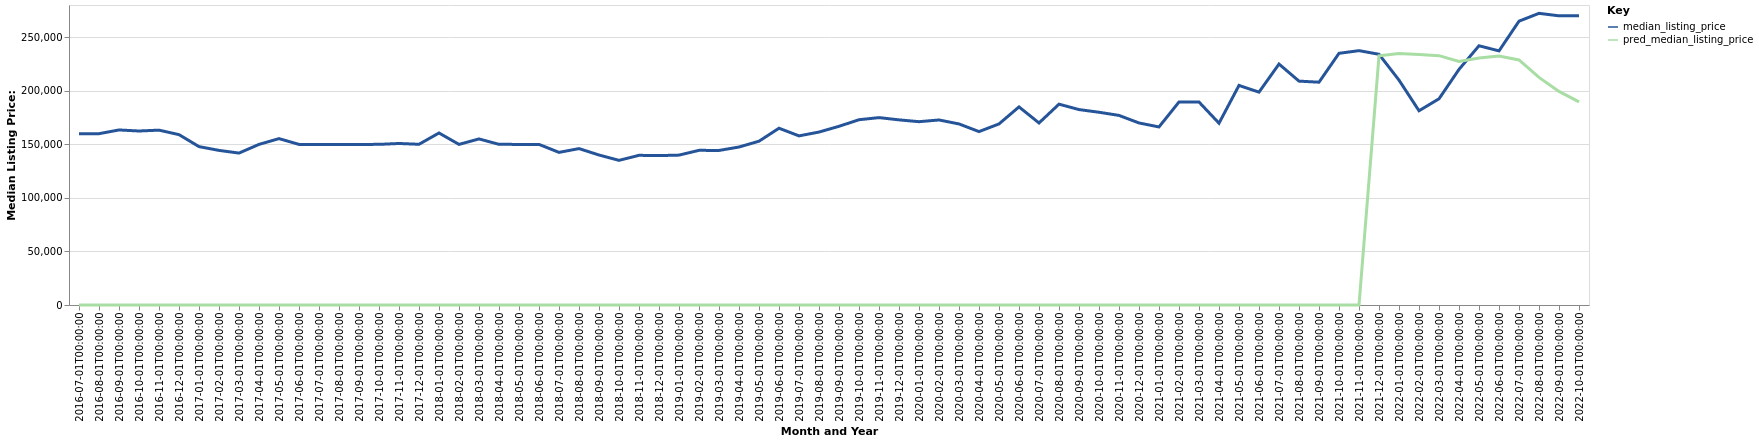 Key
median_listing_price
pred_median_listing_price
Median Listing Price:
250,000
200,000
150,000
100,000
50,000
0
2016-07-01T00:00:00
2016-08-01T00:00:00
2016-09-01T00:00:00
2016-10-01T00:00:00
2016-11-01T00:00:00
2016-12-01T00:00:00
2017-01-01T00:00:00
2017-02-01T00:00:00
2017-03-01T00:00:00
2017-04-01T00:00:00
2017-05-01T00:00:00
2017-06-01T00:00:00
2017-07-01T00:00:00
2017-08-01T00:00:00
2017-09-01T00:00:00
2017-10-01T00:00:00
2017-11-01T00:00:00
2017-12-01T00:00:00
2018-01-01T00:00:00
2018-02-01T00:00:00
2018-03-01T00:00:00
2018-04-01T00:00:00
2018-05-01T00:00:00
2018-06-01T00:00:00
2018-07-01T00:00:00
2018-08-01T00:00:00
2018-09-01T00:00:00
2018-10-01T00:00:00
2018-11-01T00:00:00
2018-12-01T00:00:00
2019-01-01T00:00:00
2019-02-01T00:00:00
2019-03-01T00:00:00
2019-04-01T00:00:00
2019-05-01T00:00:00
2019-06-01T00:00:00
2019-07-01T00:00:00
2019-08-01T00:00:00
2019-09-01T00:00:00
2019-10-01T00:00:00
2019-11-01T00:00:00
2019-12-01T00:00:00
2020-01-01T00:00:00
2020-02-01T00:00:00
2020-03-01T00:00:00
2020-04-01T00:00:00
2020-05-01T00:00:00
2020-06-01T00:00:00
2020-07-01T00:00:00
2020-08-01T00:00:00
2020-09-01T00:00:00
2020-10-01T00:00:00
2020-11-01T00:00:00
2020-12-01T00:00:00
2021-01-01T00:00:00
2021-02-01T00:00:00
2021-03-01T00:00:00
2021-04-01T00:00:00
2021-05-01T00:00:00
2021-06-01T00:00:00
2021-07-01T00:00:00
2021-08-01T00:00:00
2021-09-01T00:00:00
2021-10-01T00:00:00
2021-11-01T00:00:00
2021-12-01T00:00:00
2022-01-01T00:00:00
2022-02-01T00:00:00
2022-03-01T00:00:00
2022-04-01T00:00:00
2022-05-01T00:00:00
2022-06-01T00:00:00
2022-07-01T00:00:00
2022-08-01T00:00:00
2022-09-01T00:00:00
2022-10-01T00:00:00
Month and Year